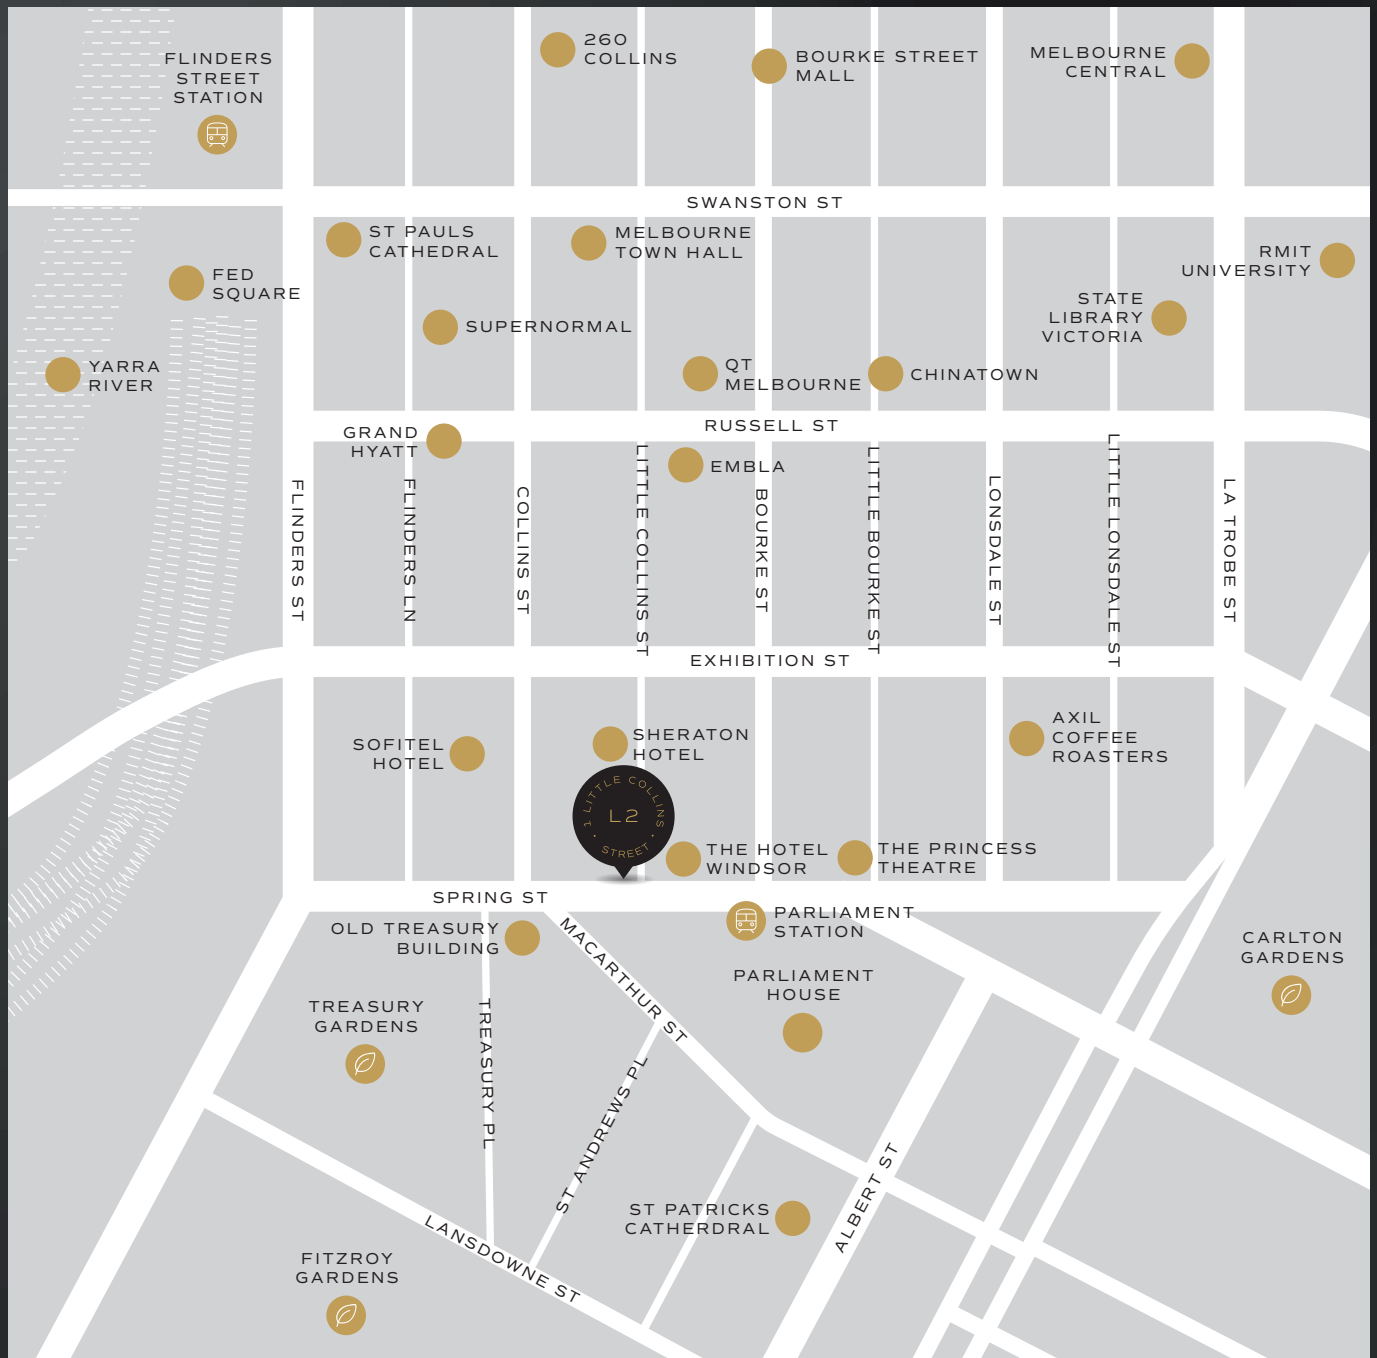 FLINDERS
STREET
STATION
260
COLLINS
BOURKE STREET
MALL
MELBOURNE
CENTRAL
SWANSTON ST
ST PAULS
CATHEDRAL
MELBOURNE
TOWN HALL
RMIT
UNIVERSITY
FED
SQUARE
STATE
LIBRARY
VICTORIA
SUPERNORMAL
YARRA
RIVER
QT
MELBOURNE
CHINATOWN
RUSSELL ST
GRAND
HYATT
EMBLA
FLINDERS ST
FLINDERS LN
COLLINS ST
LITTLE COLLINS ST
BOURKE ST
LITTLE BOURKE ST
LONSDALE ST
LITTLE LONSDALE ST
LA TROBE ST
EXHIBITION ST
SOFITEL
HOTEL
SHERATON
HOTEL
AXIL
COFFEE
ROASTERS
1 LITTLE COLLINS
L2
STREET
THE HOTEL
WINDSOR
THE PRINCESS
THEATRE
SPRING ST
OLD TREASURY
BUILDING
MACARTHUR ST
PARLIAMENT
STATION
PARLIAMENT
HOUSE
CARLTON
GARDENS
TREASURY
GARDENS
TREASURY PL
ST ANDREWS PL
ALBERT ST
ST PATRICKS
CATHERDRAL
LANSDOWNE ST
FITZROY
GARDENS